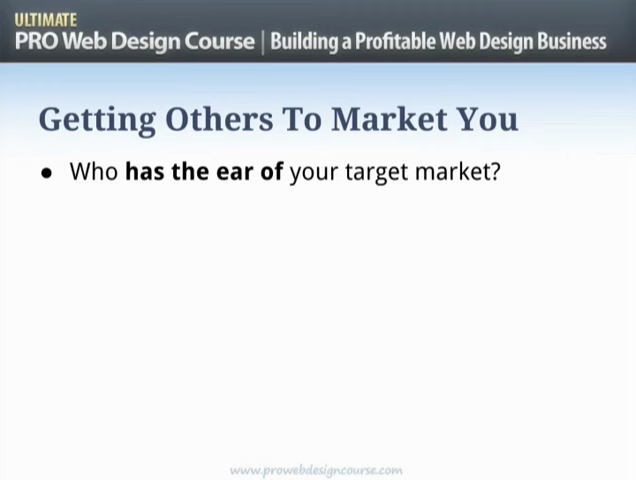 ULTIMATE
PRO Web Design Course | Building a Profitable Web Design Business
Getting Others To Market You
● Who has the ear of your target market?
www.prowebdesigncourse.com